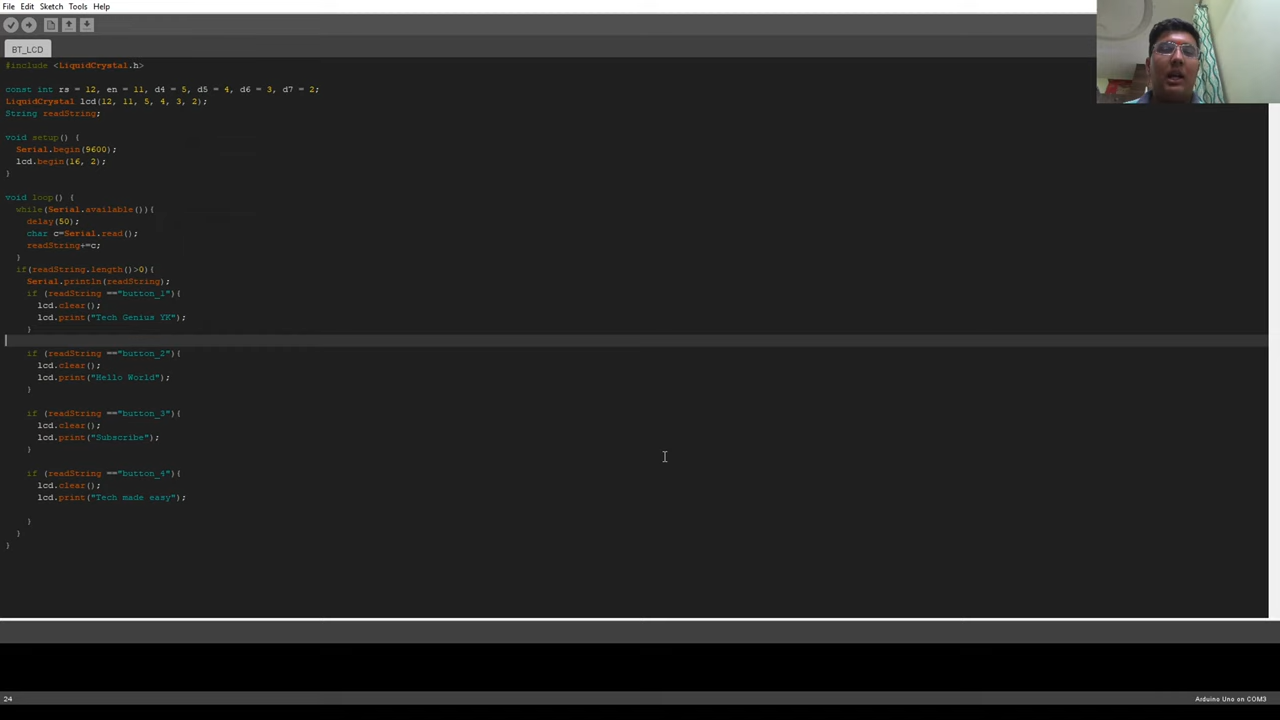 File Edit Sketch Tools Help
BT_LCD
#include <LiquidCrystal.h>
const int rs = 12, en = 11, d4 = 5, d5 = 4, d6 = 3, d7 = 2;
LiquidCrystal lcd(12, 11, 5, 4, 3, 2);
String readString;
void setup() {
Serial.begin(9600);
lcd.begin(16, 2);
}
void loop() {
while(Serial.available()){
delay(50);
char c=Serial.read();
readString+=c;
}
if(readString.length()>0){
Serial.println(readString);
if (readString =="button_1"){
lcd.clear();
lcd.print("Tech Genius YK");
}
if (readString =="button_2"){
lcd.clear();
lcd.print("Hello World");
}
if (readString =="button_3"){
lcd.clear();
lcd.print("Subscribe");
}
if (readString =="button_4"){
lcd.clear();
lcd.print("Tech made easy");
}
}
}
24
Arduino Uno on COM3